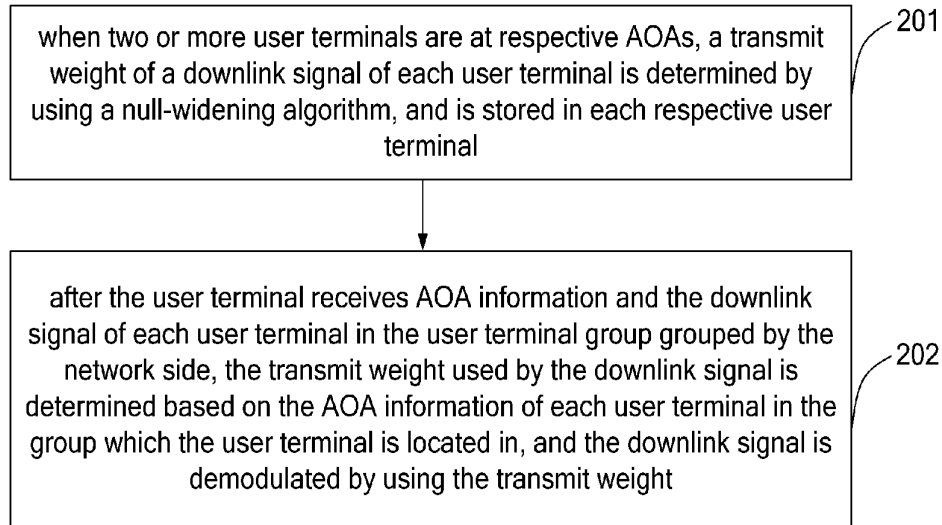 when two or more user terminals are at respective AOAs, a transmit
weight of a downlink signal of each user terminal is determined by
using a null-widening algorithm, and is stored in each respective user
terminal
201
after the user terminal receives AOA information and the downlink
signal of each user terminal in the user terminal group grouped by the
network side, the transmit weight used by the downlink signal is
determined based on the AOA information of each user terminal in the
group which the user terminal is located in, and the downlink signal is
demodulated by using the transmit weight
202